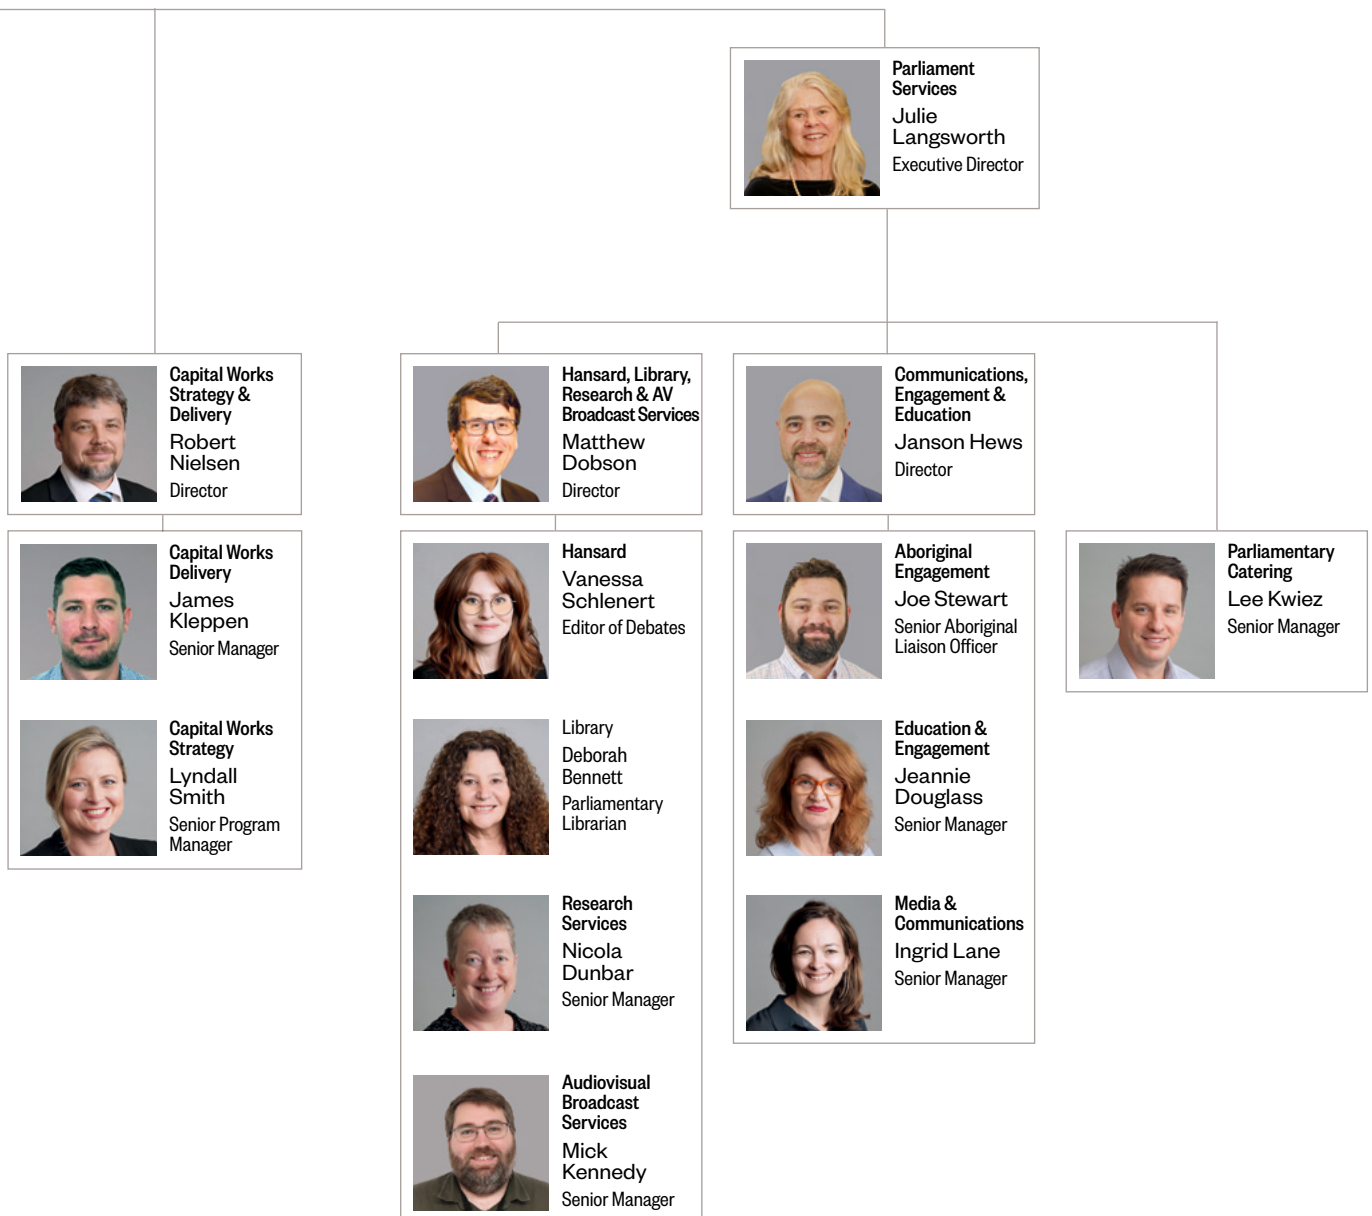 Parliament
Services
Julie
Langsworth
Executive Director
Capital Works
Strategy &
Delivery
Robert
Nielsen
Director
Hansard, Library,
Research & AV
Broadcast Services
Matthew
Dobson
Director
Communications,
Engagement &
Education
Janson Hews
Director
Capital Works
Delivery
James
Kleppen
Senior Manager
Capital Works
Strategy
Lyndall
Smith
Senior Program
Manager
Hansard
Vanessa
Schlenert
Editor of Debates
Library
Deborah
Bennett
Parliamentary
Librarian
Research
Services
Nicola
Dunbar
Senior Manager
Audiovisual
Broadcast
Services
Mick
Kennedy
Senior Manager
Aboriginal
Engagement
Joe Stewart
Senior Aboriginal
Liaison Officer
Education &
Engagement
Jeannie
Douglass
Senior Manager
Media &
Communications
Ingrid Lane
Senior Manager
Parliamentary
Catering
Lee Kwiez
Senior Manager